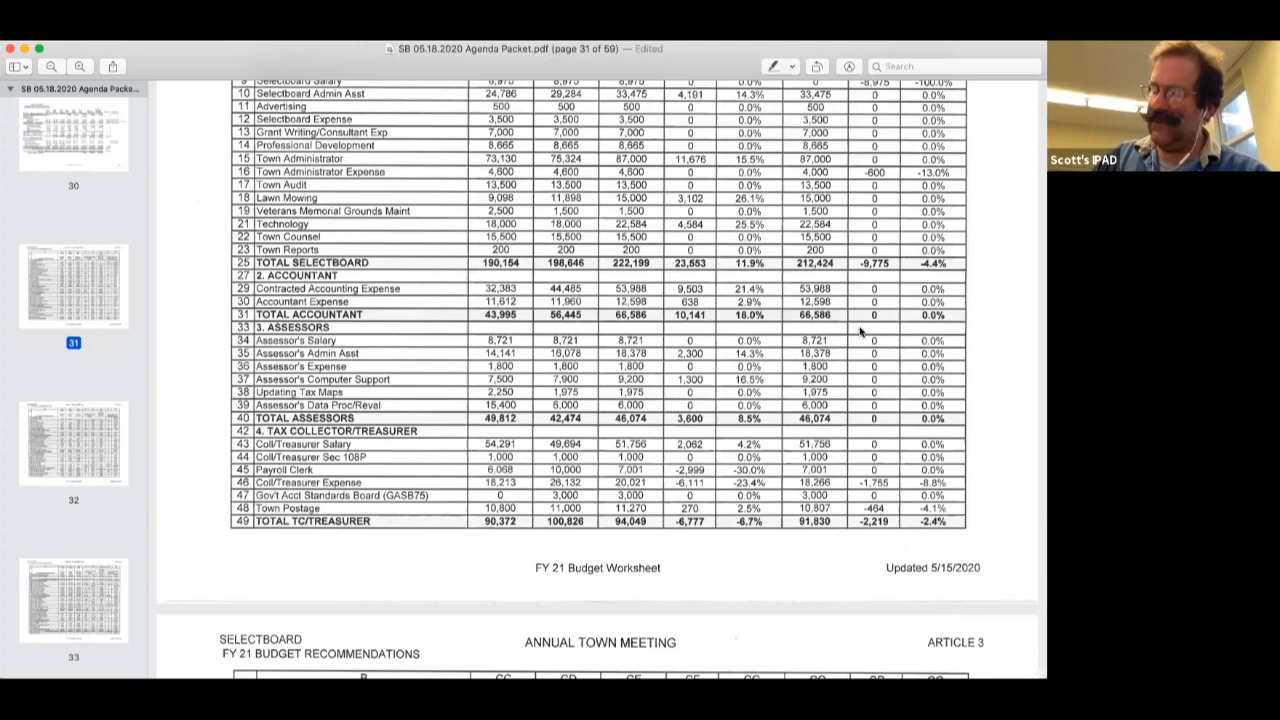 SB 05.18.2020 Agenda Packet.pdf (page 31 of 59) — Edited
Search
SB 05.18.2020 Agenda Packe...
30
31
32
33
Scott's IPAD
9 Selectboard Salary 8,975 8,975 8,975 0.0% 0 -8,975 -100.0%
10 Selectboard Admin Asst 24,786 29,284 33,475 4,191 14.3% 33,475 0 0.0%
11 Advertising 500 500 500 0 0.0% 500 0 0.0%
12 Selectboard Expense 3,500 3,500 3,500 0 0.0% 3,500 0 0.0%
13 Grant Writing/Consultant Exp 7,000 7,000 7,000 0 0.0% 7,000 0 0.0%
14 Professional Development 8,665 8,665 8,665 0 0.0% 8,665 0 0.0%
15 Town Administrator 73,130 75,324 87,000 11,676 15.5% 87,000 0 0.0%
16 Town Administrator Expense 4,600 4,600 4,600 0 0.0% 4,000 -600 -13.0%
17 Town Audit 13,500 13,500 13,500 0 0.0% 13,500 0 0.0%
18 Lawn Mowing 9,098 11,898 15,000 3,102 26.1% 15,000 0 0.0%
19 Veterans Memorial Grounds Maint 2,500 1,500 1,500 0 0.0% 1,500 0 0.0%
21 Technology 18,000 18,000 22,584 4,584 25.5% 22,584 0 0.0%
22 Town Counsel 15,500 15,500 15,500 0 0.0% 15,500 0 0.0%
23 Town Reports 200 200 200 0 0.0% 200 0 0.0%
25 TOTAL SELECTBOARD 190,154 198,646 222,199 23,553 11.9% 212,424 -9,775 -4.4%
27 2. ACCOUNTANT
29 Contracted Accounting Expense 32,383 44,485 53,988 9,503 21.4% 53,988 0 0.0%
30 Accountant Expense 11,612 11,960 12,598 638 2.9% 12,598 0 0.0%
31 TOTAL ACCOUNTANT 43,995 56,445 66,586 10,141 18.0% 66,586 0 0.0%
33 3. ASSESSORS
34 Assessor's Salary 8,721 8,721 8,721 0 0.0% 8,721 0 0.0%
35 Assessor's Admin Asst 14,141 16,078 18,378 2,300 14.3% 18,378 0 0.0%
36 Assessor's Expense 1,800 1,800 1,800 0 0.0% 1,800 0 0.0%
37 Assessor's Computer Support 7,500 7,900 9,200 1,300 16.5% 9,200 0 0.0%
38 Updating Tax Maps 2,250 1,975 1,975 0 0.0% 1,975 0 0.0%
39 Assessor's Data Proc/Reval 15,400 6,000 6,000 0 0.0% 6,000 0 0.0%
40 TOTAL ASSESSORS 49,812 42,474 46,074 3,600 8.5% 46,074 0 0.0%
42 4. TAX COLLECTOR/TREASURER
43 Coll/Treasurer Salary 54,291 49,694 51,756 2,062 4.2% 51,756 0 0.0%
44 Coll/Treasurer Sec 108P 1,000 1,000 1,000 0 0.0% 1,000 0 0.0%
45 Payroll Clerk 6,068 10,000 7,001 -2,999 -30.0% 7,001 0 0.0%
46 Coll/Treasurer Expense 18,213 26,132 20,021 -6,111 -23.4% 18,266 -1,755 -8.8%
47 Gov't Acct Standards Board (GASB75) 0 3,000 3,000 0 0.0% 3,000 0 0.0%
48 Town Postage 10,800 11,000 11,270 270 2.5% 10,807 -464 -4.1%
49 TOTAL TC/TREASURER 90,372 100,826 94,049 -6,777 -6.7% 91,830 -2,219 -2.4%
FY 21 Budget Worksheet
Updated 5/15/2020
SELECTBOARD ANNUAL TOWN MEETING ARTICLE 3
FY 21 BUDGET RECOMMENDATIONS